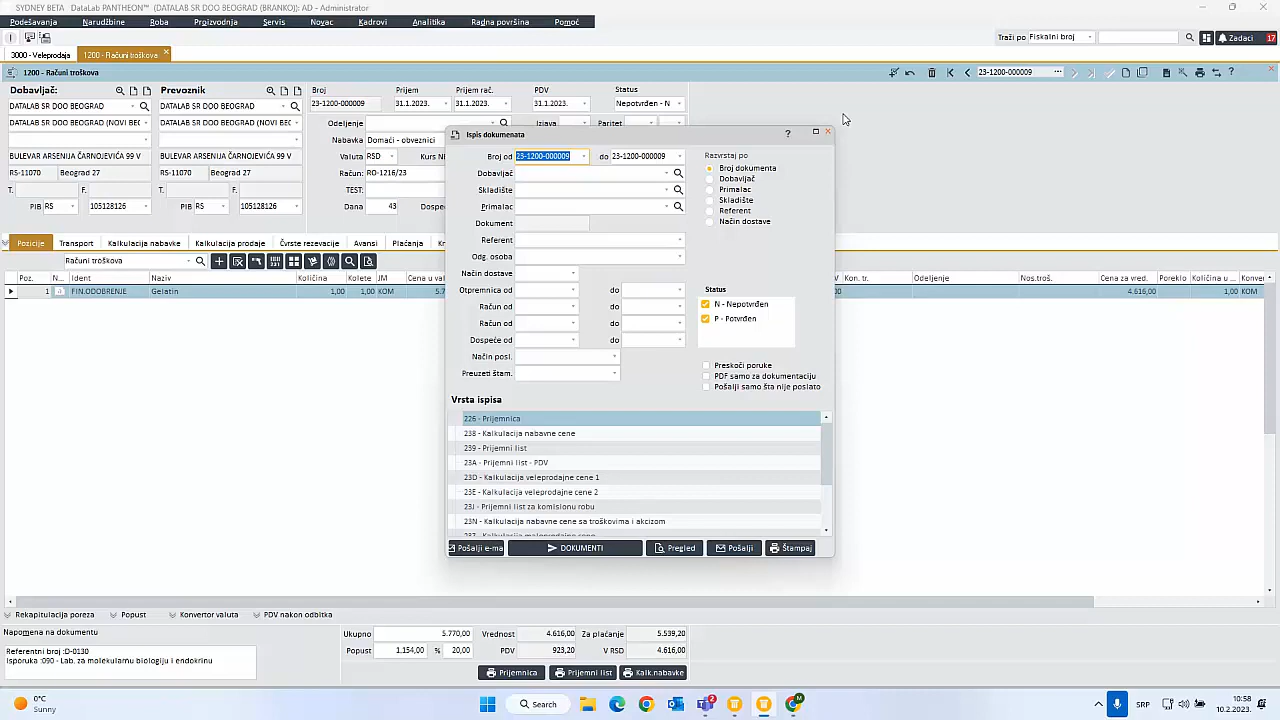 SYDNEY BETA - DataLab PANTHEON™ (DATALAB SR DOO BEOGRAD (BRANKO)): AD - Administrator
Podešavanja Narudžbine Roba Proizvodnja Servis Novac Kadrovi Analitika Radna površina Pomoć
Traži po Fiskalni broj Zadaci 17
3000 - Veleprodaja 1200 - Računi troškova
1200 - Računi troškova 23-1200-000009
Dobavljač: Prevoznik Broj Prijem Prijem rač. PDV Status
DATALAB SR DOO BEOGRAD DATALAB SR DOO BEOGRAD 23-1200-000009 31.1.2023. 31.1.2023. 31.1.2023. Nepotvrđen - N
DATALAB SR DOO BEOGRAD (NOVI BEC DATALAB SR DOO BEOGRAD (NOVI BEC Odeljenje Izjava Paritet
Nabavka Domaći - obveznici
BULEVAR ARSENIJA ČARNOJEVIĆA 99 V BULEVAR ARSENIJA ČARNOJEVIĆA 99 V Valuta RSD Kurs NE
RS-11070 Beograd 27 RS-11070 Beograd 27 Račun: RO-1216/23
T. F. T. F. TEST:
PIB RS 105128126 PIB RS 105128126 Dana 43 Dospeć
Pozicije Transport Kalkulacija nabavke Kalkulacija prodaje Čvrste rezevacije Avansi Plaćanja
Računi troškova
Poz. N... Ident Naziv Količina Kolete JM Cena u va Kon. tr. Odeljenje Nos.troš. Cena za vred. Poreklo Količina u ... Konver
1 FIN.ODOBRENJE Gelatin 1,00 1,00 KOM 4.616,00 1,00 KOM
Ispis dokumenata
Broj od 23-1200-000009 do 23-1200-000009
Dobavljač
Skladište
Primalac
Dokument
Referent
Odg. osoba
Način dostave
Otpremnica od do
Račun od do
Račun od do
Dospeće od do
Način posl.
Preuzeti štam.
Razvrstaj po
Broj dokumenta
Dobavljač
Primalac
Skladište
Referent
Način dostave
Status
N - Nepotvrđen
P - Potvrđen
Preskoči poruke
PDF samo za dokumentaciju
Pošalji samo šta nije poslato
Vrsta ispisa
226 - Prijemnica
238 - Kalkulacija nabavne cene
239 - Prijemni list
23A - Prijemni list - PDV
23D - Kalkulacija veleprodajne cene 1
23E - Kalkulacija veleprodajne cene 2
23J - Prijemni list za komisionu robu
23N - Kalkulacija nabavne cene sa troškovima i akcizom
Pošalji e-ma DOKUMENTI Pregled Pošalji Štampaj
Rekapitulacija poreza Popust Konvertor valuta PDV nakon odbitka
Napomena na dokumentu
Referentni broj :D-0130
Isporuka :090 - Lab. za molekularnu biologiju i endokrinu
Ukupno 5.770,00 Vrednost 4.616,00 Za plaćanje 5.539,20
Popust 1.154,00 % 20,00 PDV 923,20 V RSD 4.616,00
Prijemnica Prijemni list Kalk.nabavke
0°C
Sunny
Search
2
SRP
10:58
10.2.2023.